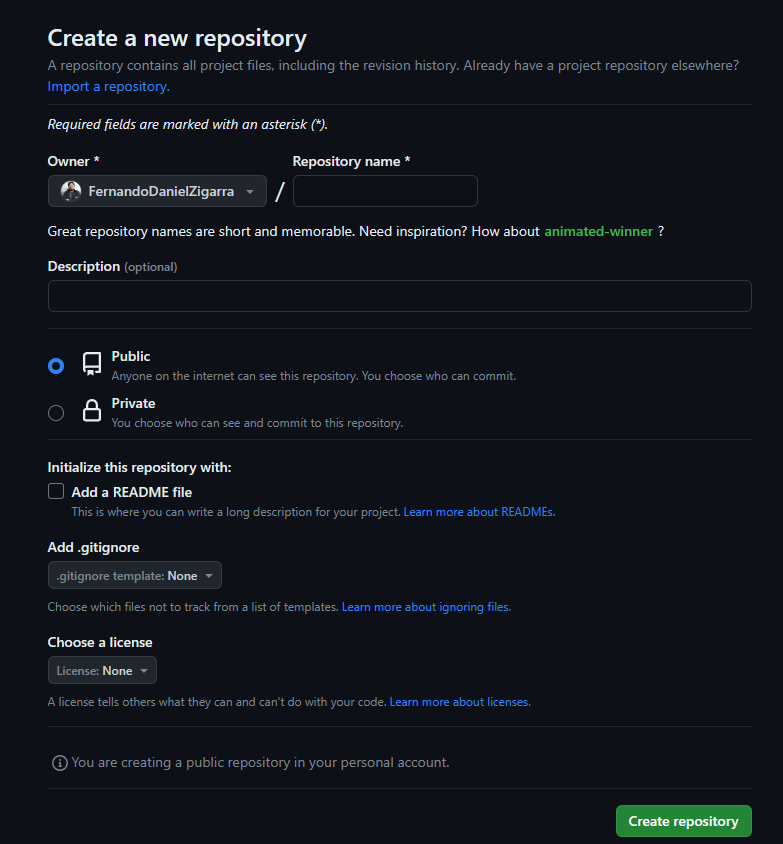 Create a new repository
A repository contains all project files, including the revision history. Already have a project repository elsewhere?
Import a repository.
Required fields are marked with an asterisk (*).
Owner * Repository name *
FernandoDanielZigarra /
Great repository names are short and memorable. Need inspiration? How about animated-winner ?
Description (optional)
Public
Anyone on the internet can see this repository. You choose who can commit.
Private
You choose who can see and commit to this repository.
Initialize this repository with:
Add a README file
This is where you can write a long description for your project. Learn more about READMEs.
Add .gitignore
.gitignore template: None
Choose which files not to track from a list of templates. Learn more about ignoring files.
Choose a license
License: None
A license tells others what they can and can't do with your code. Learn more about licenses.
You are creating a public repository in your personal account.
Create repository